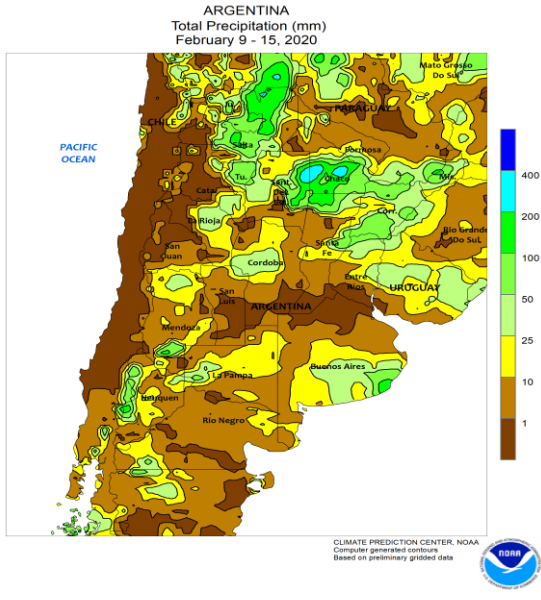 ARGENTINA
Total Precipitation (mm)
February 9 - 15, 2020
Mato Grosso
Do Sul
PARAGUAY
CHILE
PACIFIC
OCEAN
Salta
Formosa
Tu.
Chaco
Mis.
Cata.
La Rioja
Corr.
Rio Grande
Do Sul
San
Juan
Santa
Fe
Cordoba
Entre
Rios
URUGUAY
San
Luis
ARGENTINA
Mendoza
La Pampa
Buenos Aires
Neuquen
Rio Negro
400
200
100
50
25
10
1
CLIMATE PREDICTION CENTER, NOAA
Computer generated contours
Based on preliminary gridded data
NOAA